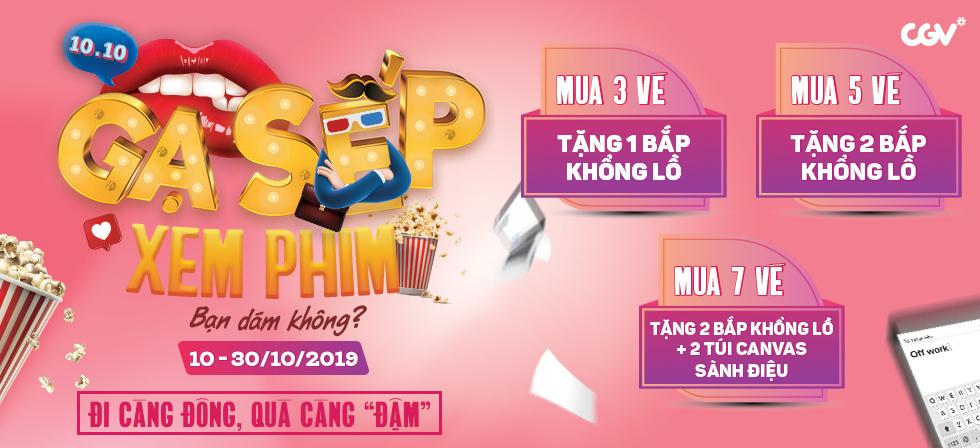 10.10
GẠ SẾP
XEM PHIM
Bạn dám không?
10 - 30/10/2019
ĐI CÀNG ĐÔNG, QUÀ CÀNG “ĐẬM”
CGV*
MUA 3 VÉ
TẶNG 1 BẮP
KHỔNG LỒ
MUA 5 VÉ
TẶNG 2 BẮP
KHỔNG LỒ
MUA 7 VÉ
TẶNG 2 BẮP KHỔNG LỒ
+ 2 TÚI CANVAS
SÀNH ĐIỆU
Off work